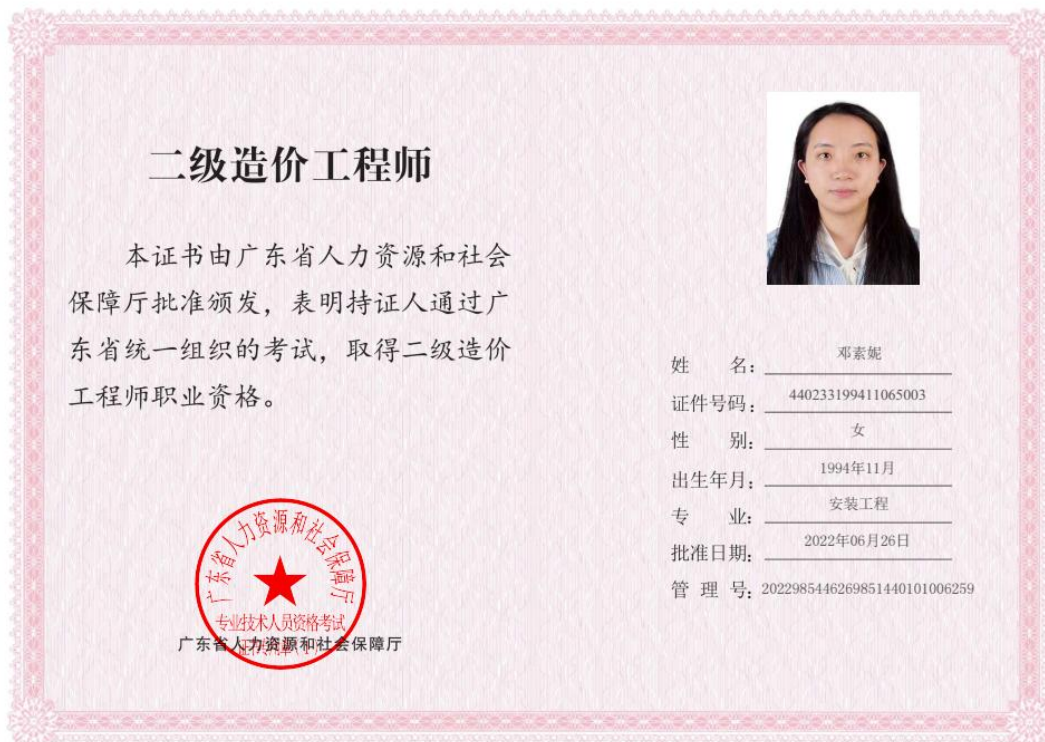 二级造价工程师
本证书由广东省人力资源和社会
保障厅批准颁发，表明持证人通过广
东省统一组织的考试，取得二级造价
工程师职业资格。
广东省人力资源和社会保障厅
专业技术人员资格考试
广东省人力资源和社会保障厅
姓 名：邓素妮
证件号码：440233199411065003
性 别：女
出生年月：1994年11月
专 业：安装工程
批准日期：2022年06月26日
管 理 号：20229854462698514401010​06259